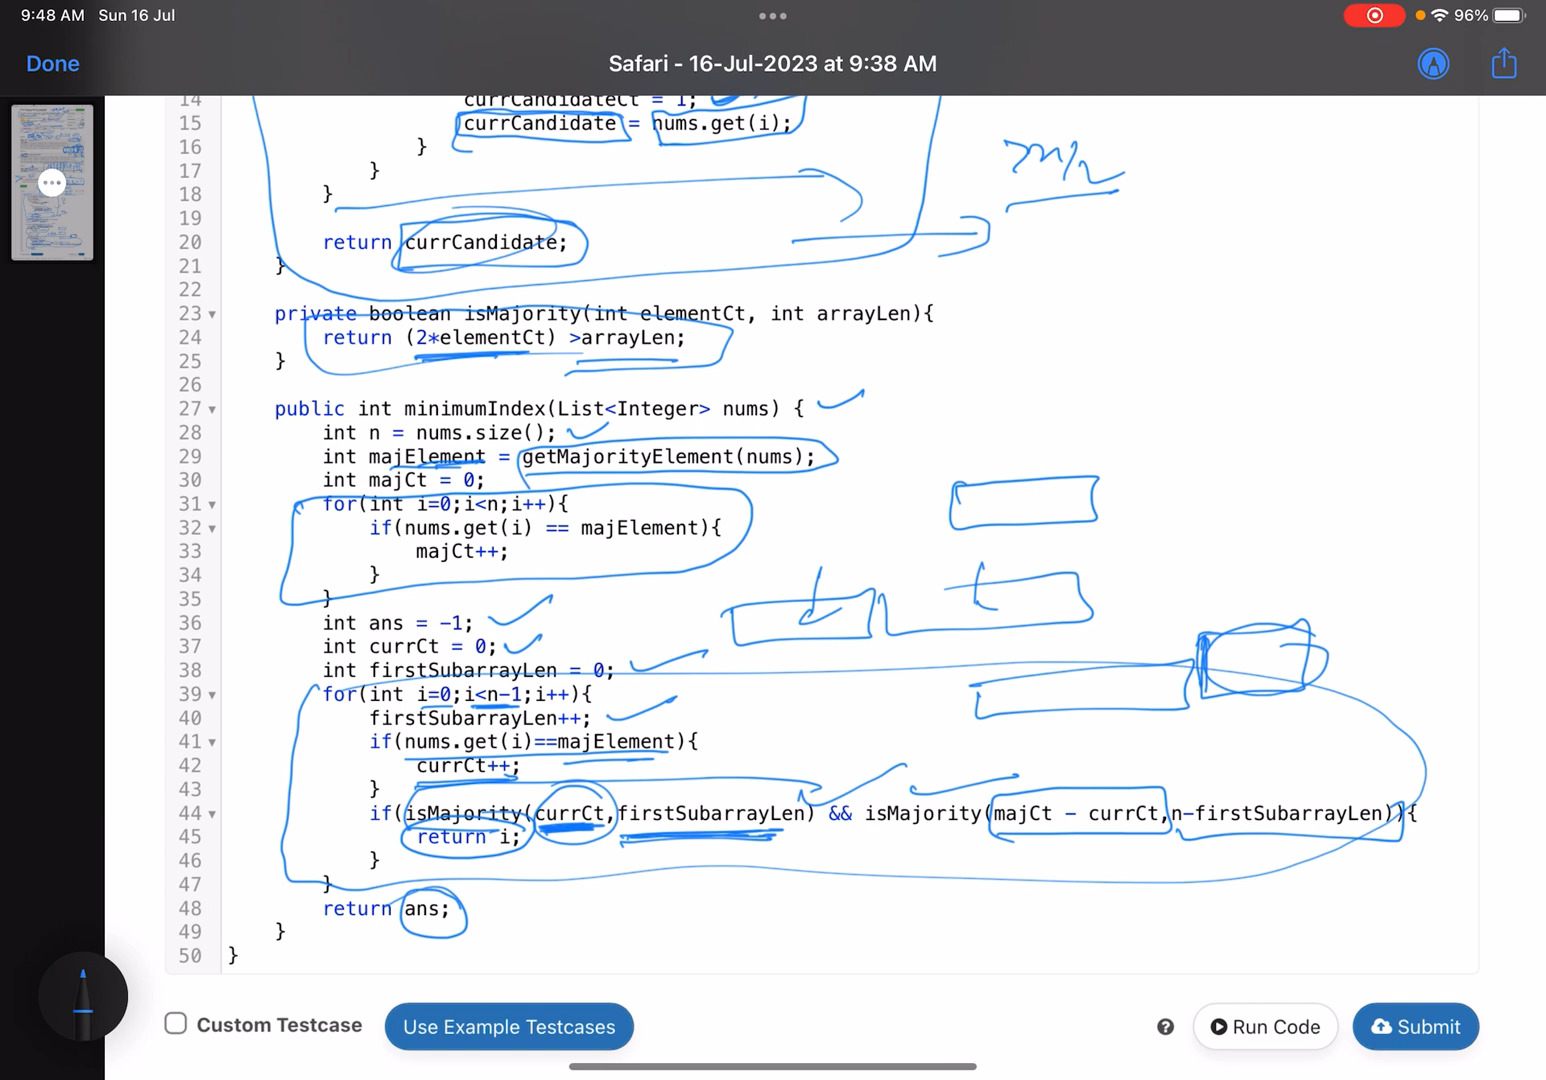 9:48 AM Sun 16 Jul
96%
Done
Safari - 16-Jul-2023 at 9:38 AM
14 currCandidateCt = 1;
15 currCandidate = nums.get(i);
16 }
17 }
18 }
19
20 return currCandidate;
21 }
22
23 private boolean isMajority(int elementCt, int arrayLen){
24 return (2*elementCt) >arrayLen;
25 }
26
27 public int minimumIndex(List<Integer> nums) {
28 int n = nums.size();
29 int majElement = getMajorityElement(nums);
30 int majCt = 0;
31 for(int i=0;i<n;i++){
32 if(nums.get(i) == majElement){
33 majCt++;
34 }
35 }
36 int ans = -1;
37 int currCt = 0;
38 int firstSubarrayLen = 0;
39 for(int i=0;i<n-1;i++){
40 firstSubarrayLen++;
41 if(nums.get(i)==majElement){
42 currCt++;
43 }
44 if(isMajority(currCt,firstSubarrayLen) && isMajority(majCt - currCt,n-firstSubarrayLen)){
45 return i;
46 }
47 }
48 return ans;
49 }
50 }
>n/2
Custom Testcase
Use Example Testcases
? Run Code
Submit